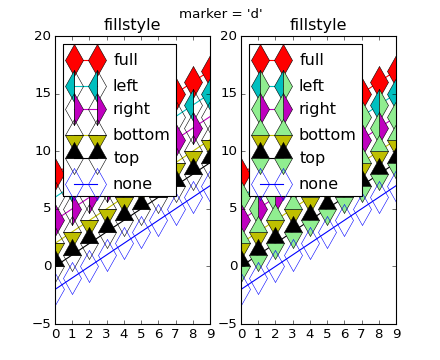 marker = 'd'
fillstyle
fillstyle
20
15
10
5
0
−5
0 1 2 3 4 5 6 7 8 9
full
left
right
bottom
top
none
20
15
10
5
0
−5
0 1 2 3 4 5 6 7 8 9
full
left
right
bottom
top
none